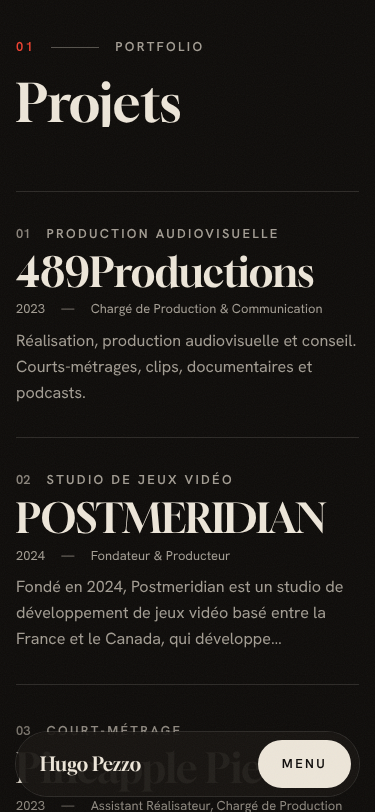 01 PORTFOLIO
Projets
01 PRODUCTION AUDIOVISUELLE
489Productions
2023 — Chargé de Production & Communication
Réalisation, production audiovisuelle et conseil.
Courts-métrages, clips, documentaires et
podcasts.
02 STUDIO DE JEUX VIDÉO
POSTMERIDIAN
2024 — Fondateur & Producteur
Fondé en 2024, Postmeridian est un studio de
développement de jeux vidéo basé entre la
France et le Canada, qui développe...
03 COURT-MÉTRAGE
Pineapple
Hugo Pezzo MENU
2023 — Assistant Réalisateur, Chargé de Production